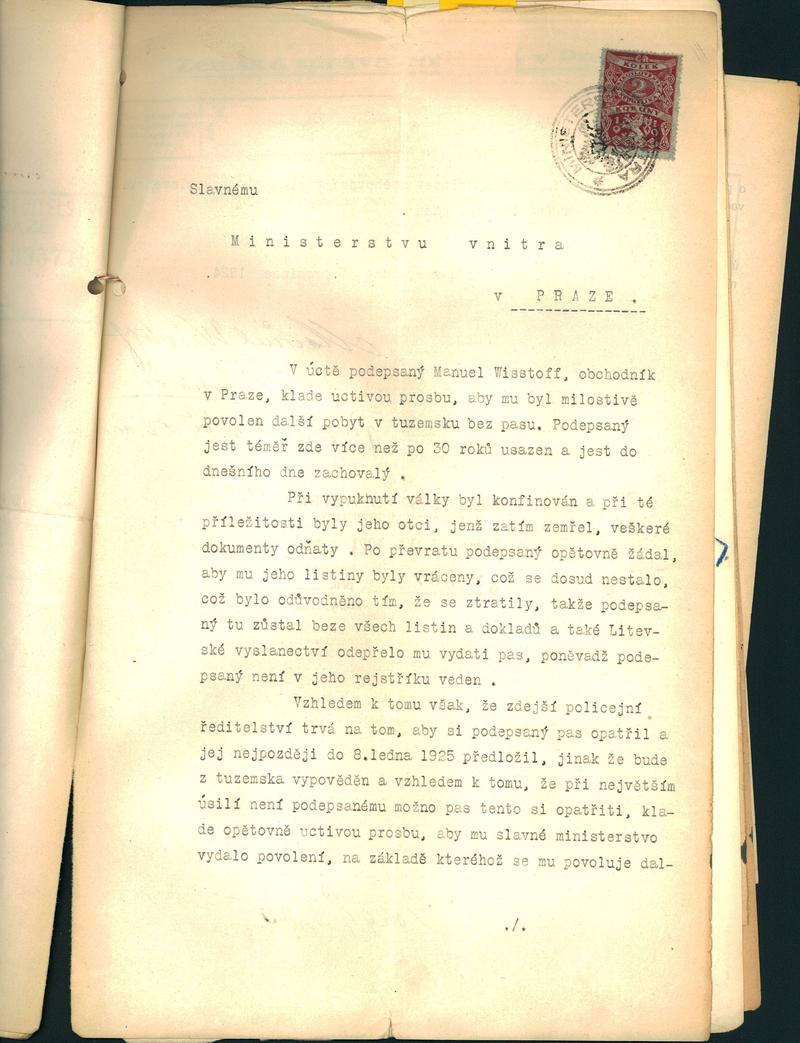 KOLEK
2
KORUNY
MINISTER
TRA
Slavnému
Ministerstvu vnitra
v PRAZE .
V úctě podepsaný Manuel Wisstoff, obchodník
v Praze, klade uctivou prosbu, aby mu byl milostivě
povolen další pobyt v tuzemsku bez pasu. Podepsaný
jest téměř zde více než po 30 roků usazen a jest do
dnešního dne zachovalý .
Při vypuknutí války byl konfinován a při té
příležitosti byly jeho otci, jenž zatím zemřel, veškeré
dokumenty odňaty . Po převratu podepsaný opětovně žádal,
aby mu jeho listiny byly vráceny, což se dosud nestalo,
což bylo odůvodněno tím, že se ztratily, takže podepsa-
ný tu zůstal beze všech listin a dokladů a také Litev-
ské vyslanectví odepřelo mu vydati pas, poněvadž pode-
psaný není v jeho rejstříku veden .
Vzhledem k tomu však, že zdejší policejní
ředitelství trvá na tom, aby si podepsaný pas opatřil a
jej nejpozději do 8.ledna 1925 předložil, jinak že bude
z tuzemska vypověděn a vzhledem k tomu, že při největším
úsilí není podepsanému možno pas tento si opatřiti, kla-
de opětovně uctivou prosbu, aby mu slavné ministerstvo
vydalo povolení, na základě kteréhož se mu povoluje dal-
./.